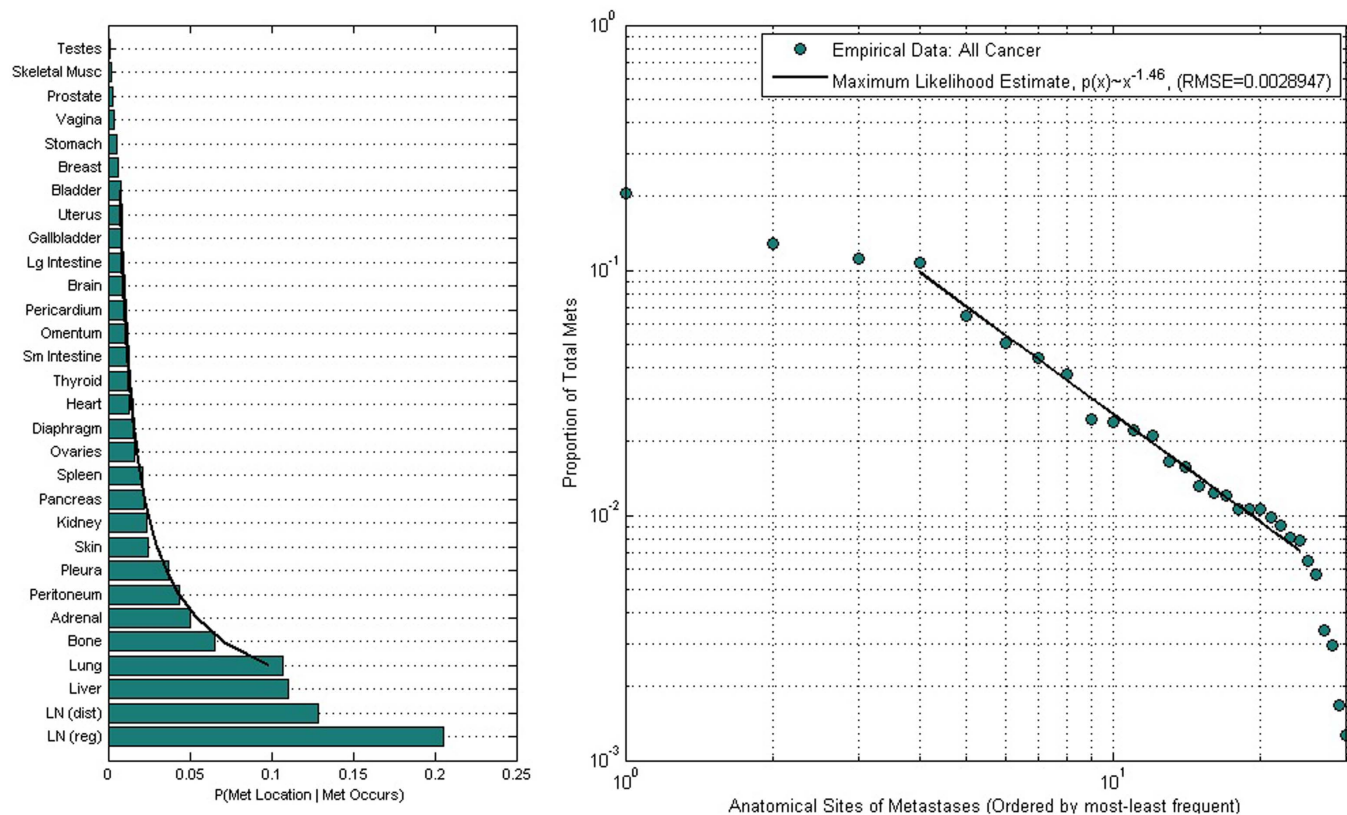 Testes
Skeletal Musc
Prostate
Vagina
Stomach
Breast
Bladder
Uterus
Gallbladder
Lg Intestine
Brain
Pericardium
Omentum
Sm Intestine
Thyroid
Heart
Diaphragm
Ovaries
Spleen
Pancreas
Kidney
Skin
Pleura
Peritoneum
Adrenal
Bone
Lung
Liver
LN (dist)
LN (reg)
0 0.05 0.1 0.15 0.2 0.25
P(Met Location | Met Occurs)
10^0
10^-1
10^-2
10^-3
Proportion of Total Mets
Empirical Data: All Cancer
Maximum Likelihood Estimate, p(x)~x^-1.46, (RMSE=0.0028947)
10^0 10^1
Anatomical Sites of Metastases (Ordered by most-least frequent)